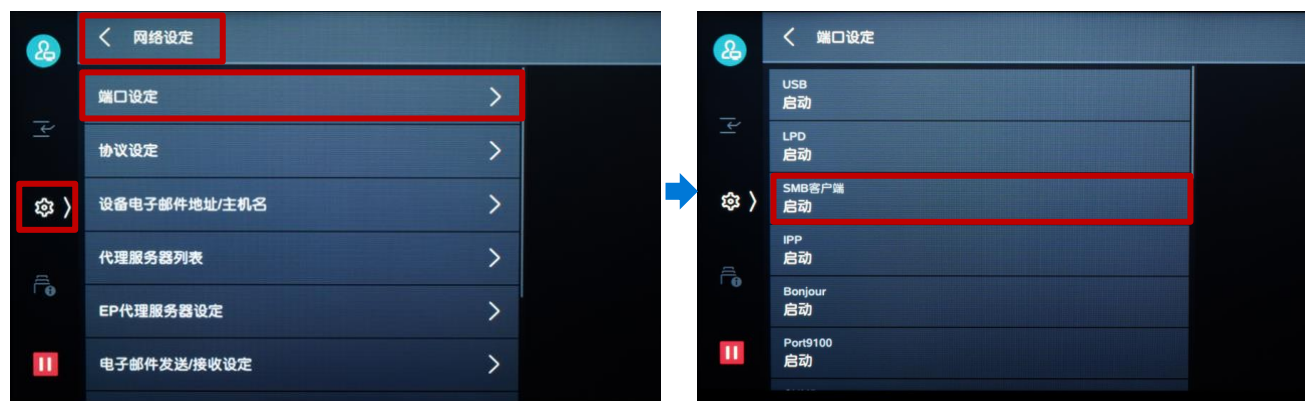 网络设定
端口设定
协议设定
设备电子邮件地址/主机名
代理服务器列表
EP代理服务器设定
电子邮件发送/接收设定
端口设定
USB
启动
LPD
启动
SMB客户端
启动
IPP
启动
Bonjour
启动
Port9100
启动